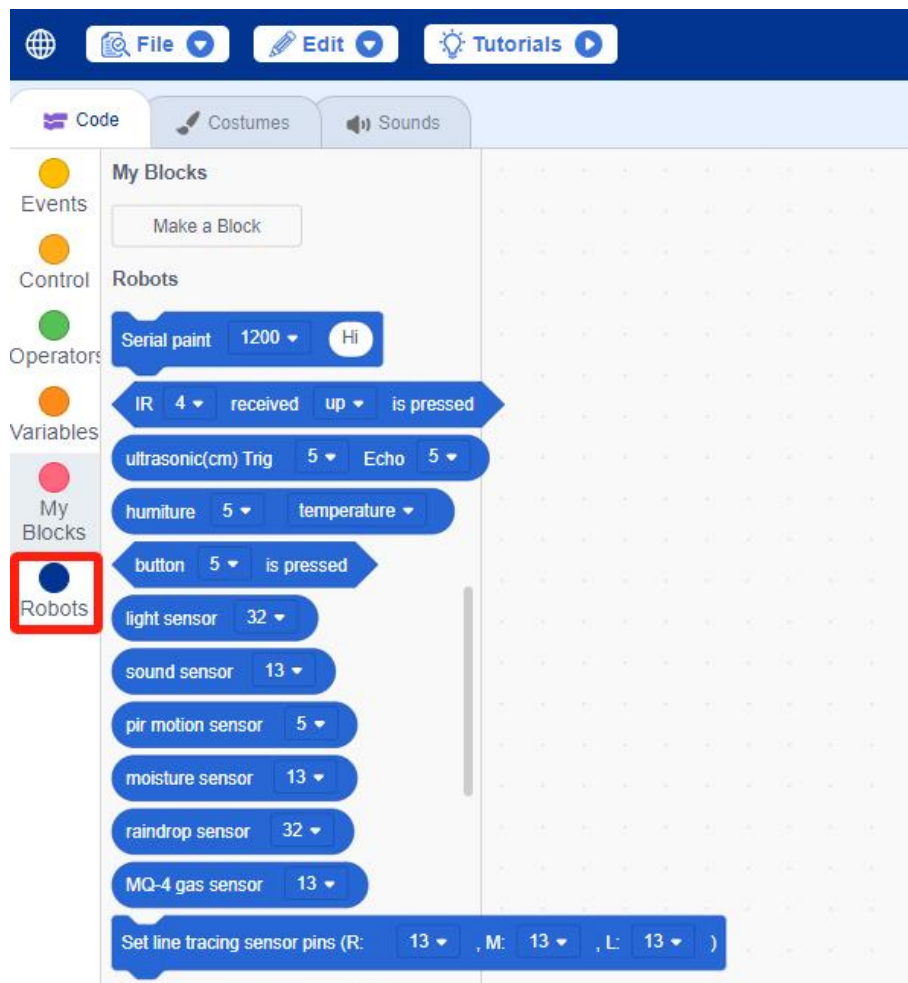 File Edit Tutorials
Code Costumes Sounds
Events
Control
Operators
Variables
My
Blocks
Robots
My Blocks
Make a Block
Robots
Serial paint 1200 Hi
IR 4 received up is pressed
ultrasonic(cm) Trig 5 Echo 5
humiture 5 temperature
button 5 is pressed
light sensor 32
sound sensor 13
pir motion sensor 5
moisture sensor 13
raindrop sensor 32
MQ-4 gas sensor 13
Set line tracing sensor pins (R: 13 , M: 13 , L: 13 )